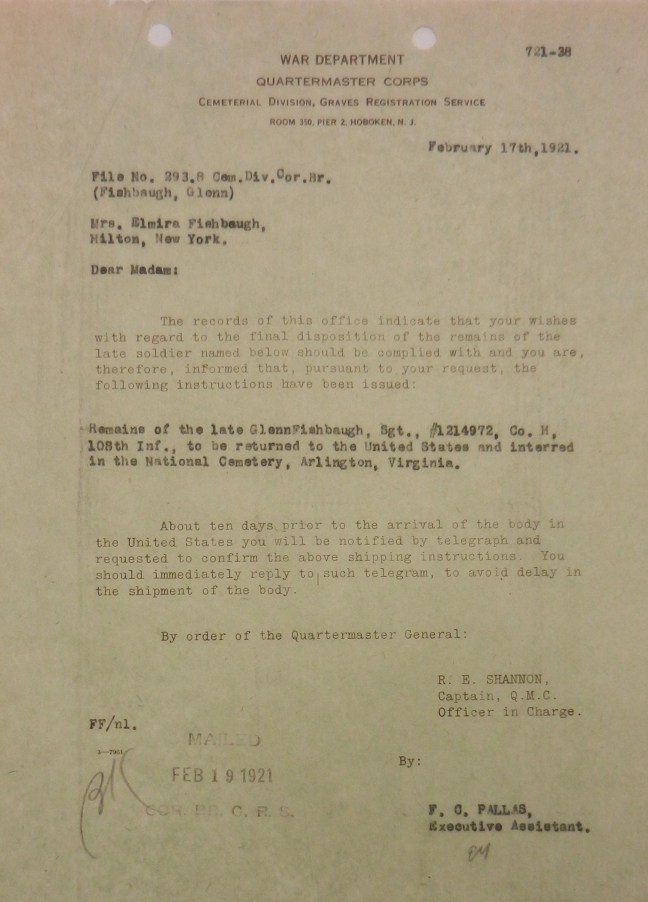 721-38
WAR DEPARTMENT
QUARTERMASTER CORPS
CEMETERIAL DIVISION, GRAVES REGISTRATION SERVICE
ROOM 350, PIER 2, HOBOKEN, N. J.
February 17th,1921.
File No. 293.8 Cem.Div.Cor.Br.
(Fishbaugh, Glenn)
Mrs. Elmira Fishbaugh,
Hilton, New York.
Dear Madam:
The records of this office indicate that your wishes
with regard to the final disposition of the remains of the
late soldier named below should be complied with and you are,
therefore, informed that, pursuant to your request, the
following instructions have been issued:
Remains of the late GlennFishbaugh, Sgt., #1214972, Co. H,
108th Inf., to be returned to the United States and interred
in the National Cemetery, Arlington, Virginia.
About ten days prior to the arrival of the body in
the United States you will be notified by telegraph and
requested to confirm the above shipping instructions. You
should immediately reply to such telegram, to avoid delay in
the shipment of the body.
By order of the Quartermaster General:
R. E. SHANNON,
Captain, Q.M.C.
Officer in Charge.
FF/nl.
MAILED
FEB 19 1921
COR. BR. C. R. S.
By:
F. C. PALLAS,
Executive Assistant.